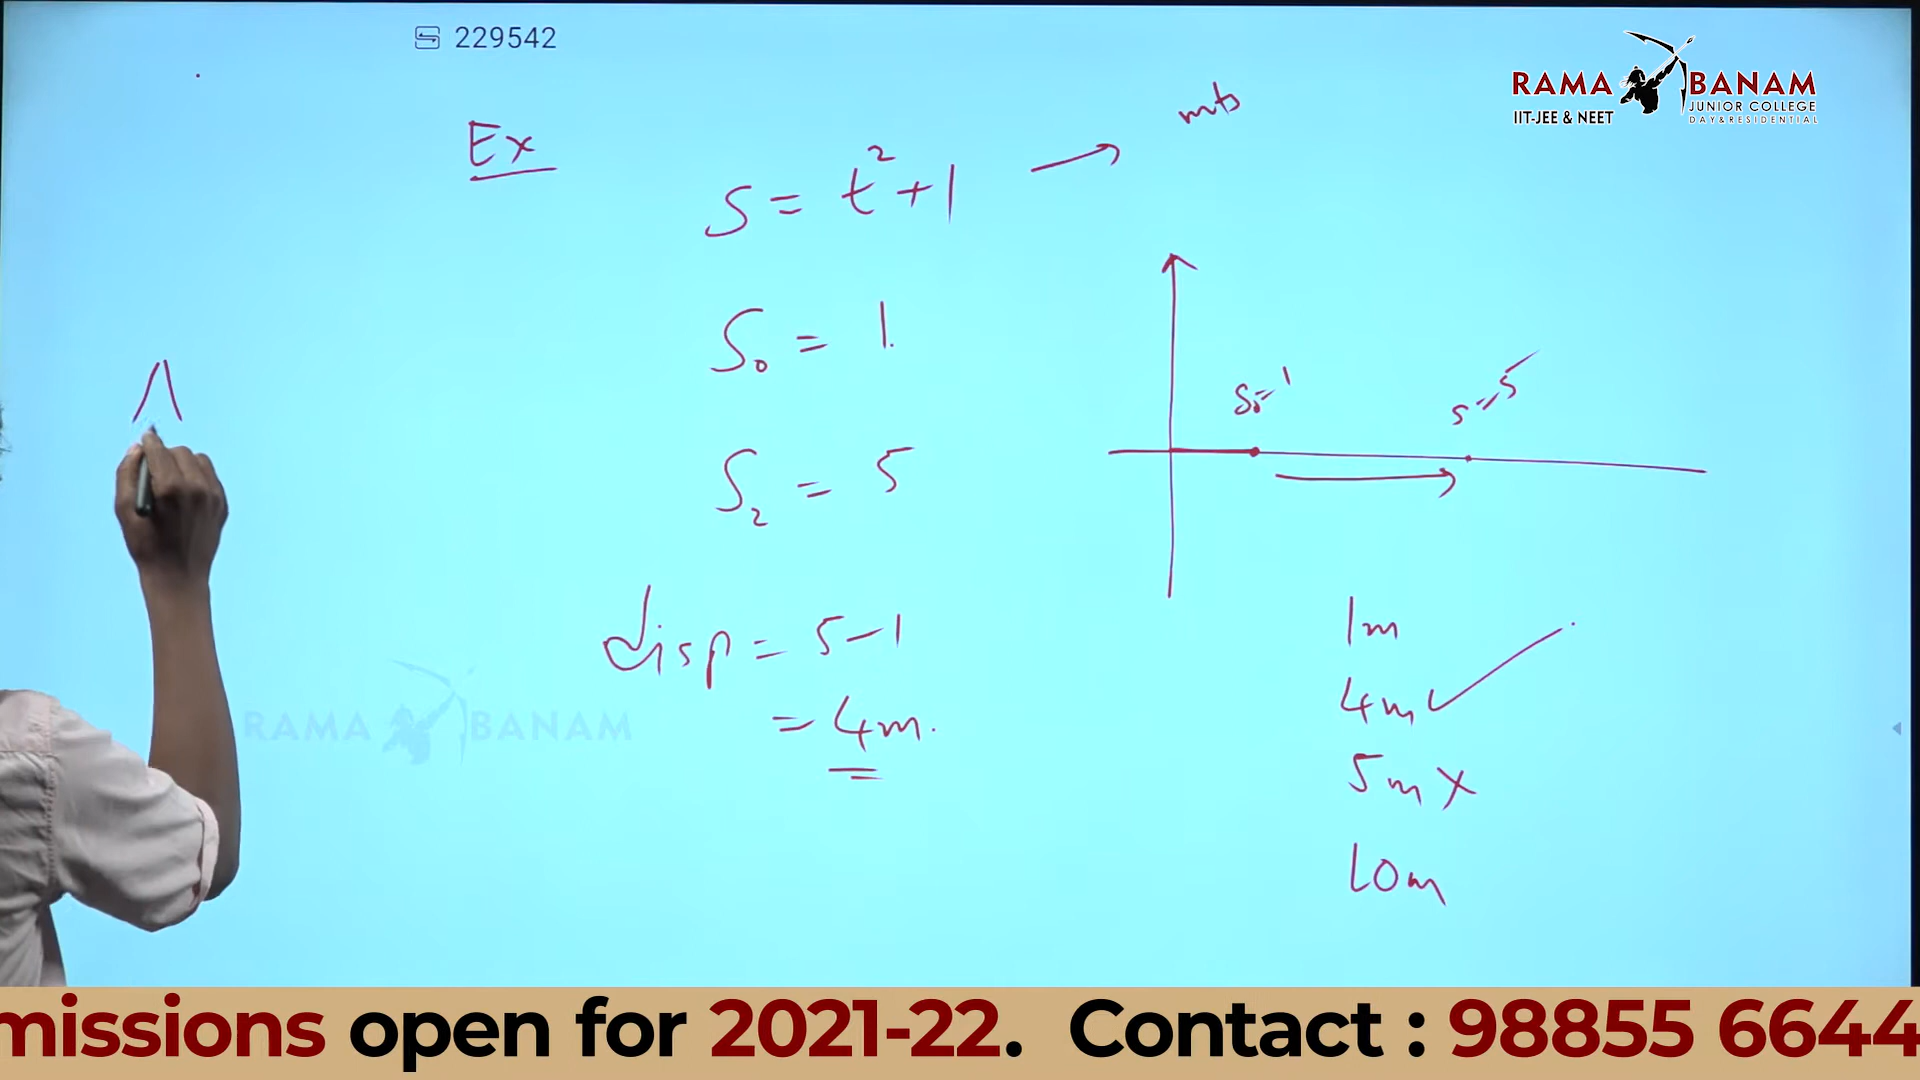 229542
RAMA BANAM
JUNIOR COLLEGE
IIT-JEE & NEET
DAY & RESIDENTIAL
Ex
S = t²+1 →
mts
S₀ = 1.
S₀=1
S=5
S₂ = 5
disp = 5-1
= 4m.
1m
4m ✓
5m X
10m
RAMA BANAM
missions open for 2021-22. Contact : 98855 6644